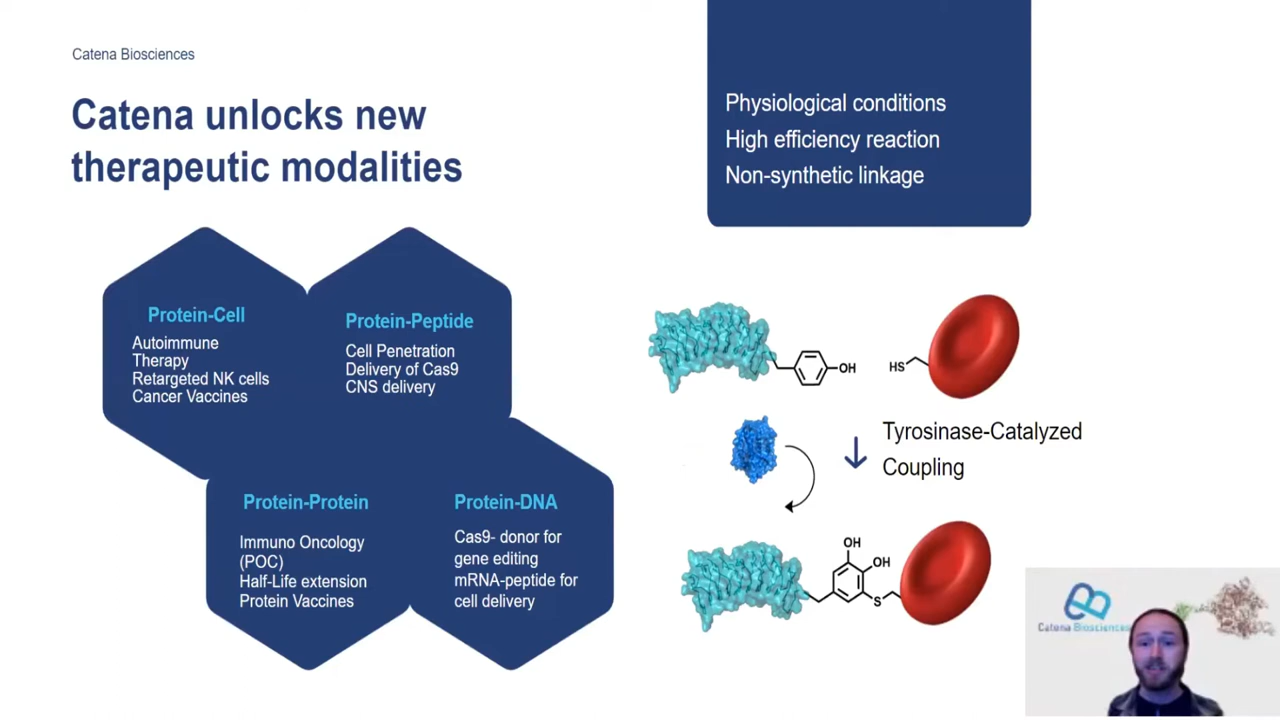 Catena Biosciences
Catena unlocks new
therapeutic modalities
Physiological conditions
High efficiency reaction
Non-synthetic linkage
Protein-Cell
Autoimmune
Therapy
Retargeted NK cells
Cancer Vaccines
Protein-Peptide
Cell Penetration
Delivery of Cas9
CNS delivery
Protein-Protein
Immuno Oncology
(POC)
Half-Life extension
Protein Vaccines
Protein-DNA
Cas9- donor for
gene editing
mRNA-peptide for
cell delivery
OH
HS
Tyrosinase-Catalyzed
Coupling
OH
OH
S
Catena Biosciences